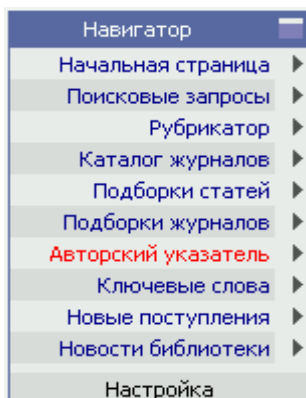 Навигатор
Начальная страница
Поисковые запросы
Рубрикатор
Каталог журналов
Подборки статей
Подборки журналов
Авторский указатель
Ключевые слова
Новые поступления
Новости библиотеки
Настройка